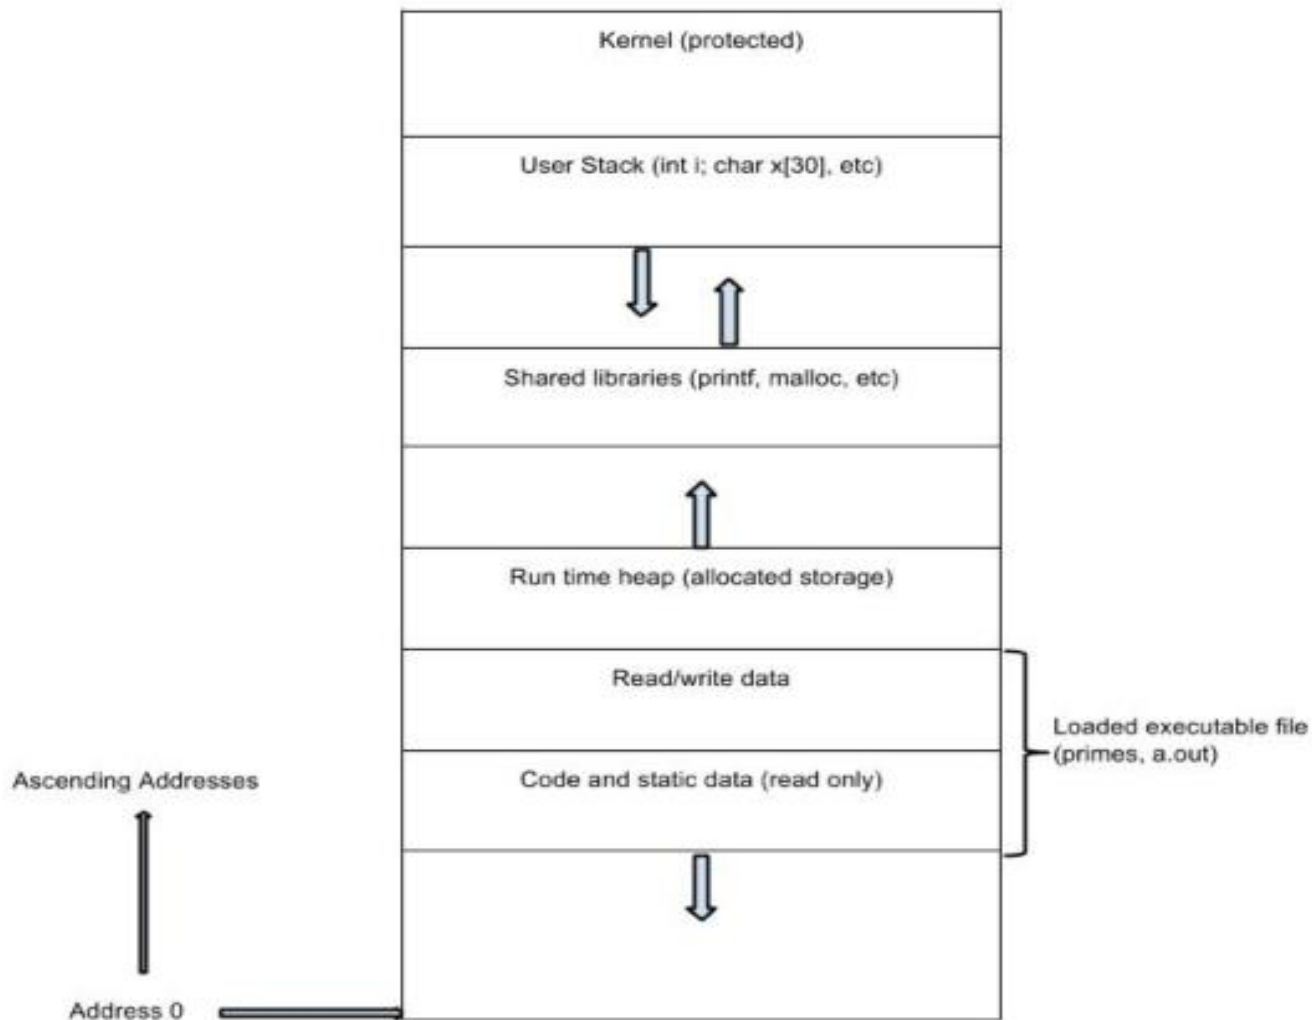 Kernel (protected)
User Stack (int i; char x[30], etc)
Shared libraries (printf, malloc, etc)
Run time heap (allocated storage)
Read/write data
Loaded executable file
(primes, a.out)
Code and static data (read only)
Ascending Addresses
Address 0